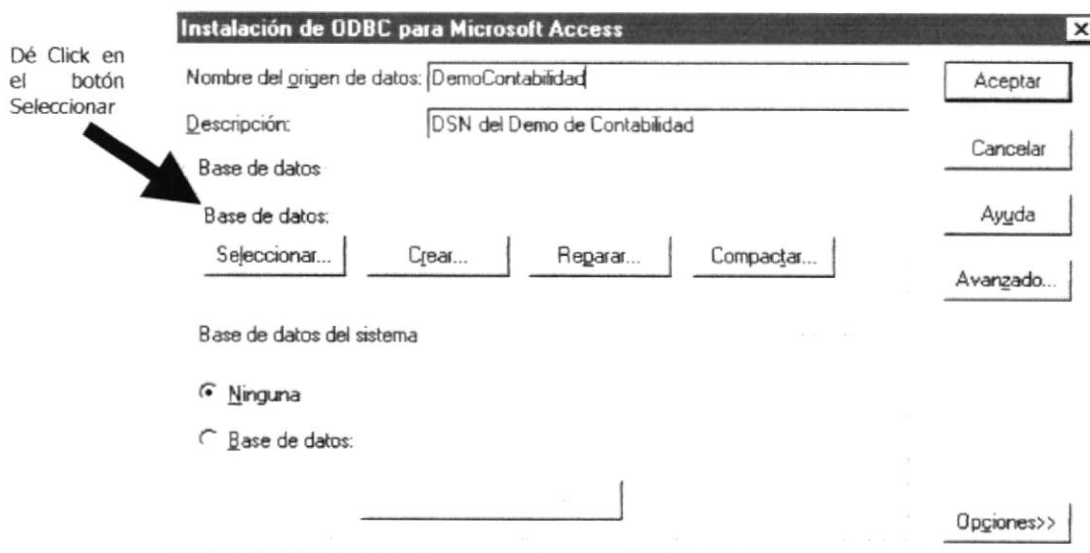 Dé Click en
el botón
Seleccionar
Instalación de ODBC para Microsoft Access
Nombre del origen de datos: DemoContabilidad
Descripción: DSN del Demo de Contabilidad
Base de datos
Base de datos:
Seleccionar... Crear... Reparar... Compactar...
Base de datos del sistema
Ninguna
Base de datos:
Aceptar
Cancelar
Ayuda
Avanzado...
Opciones>>